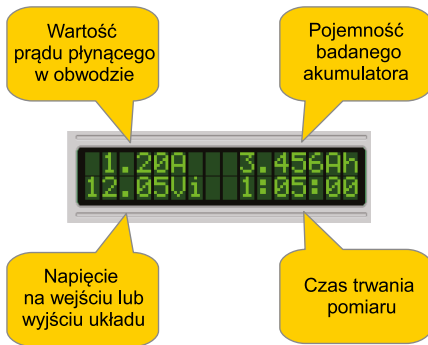 Wartość
prądu płynącego
w obwodzie
Pojemność
badanego
akumulatora
1.20A 3.456Ah
12.05Vi 1:05:00
Napięcie
na wejściu lub
wyjściu układu
Czas trwania
pomiaru